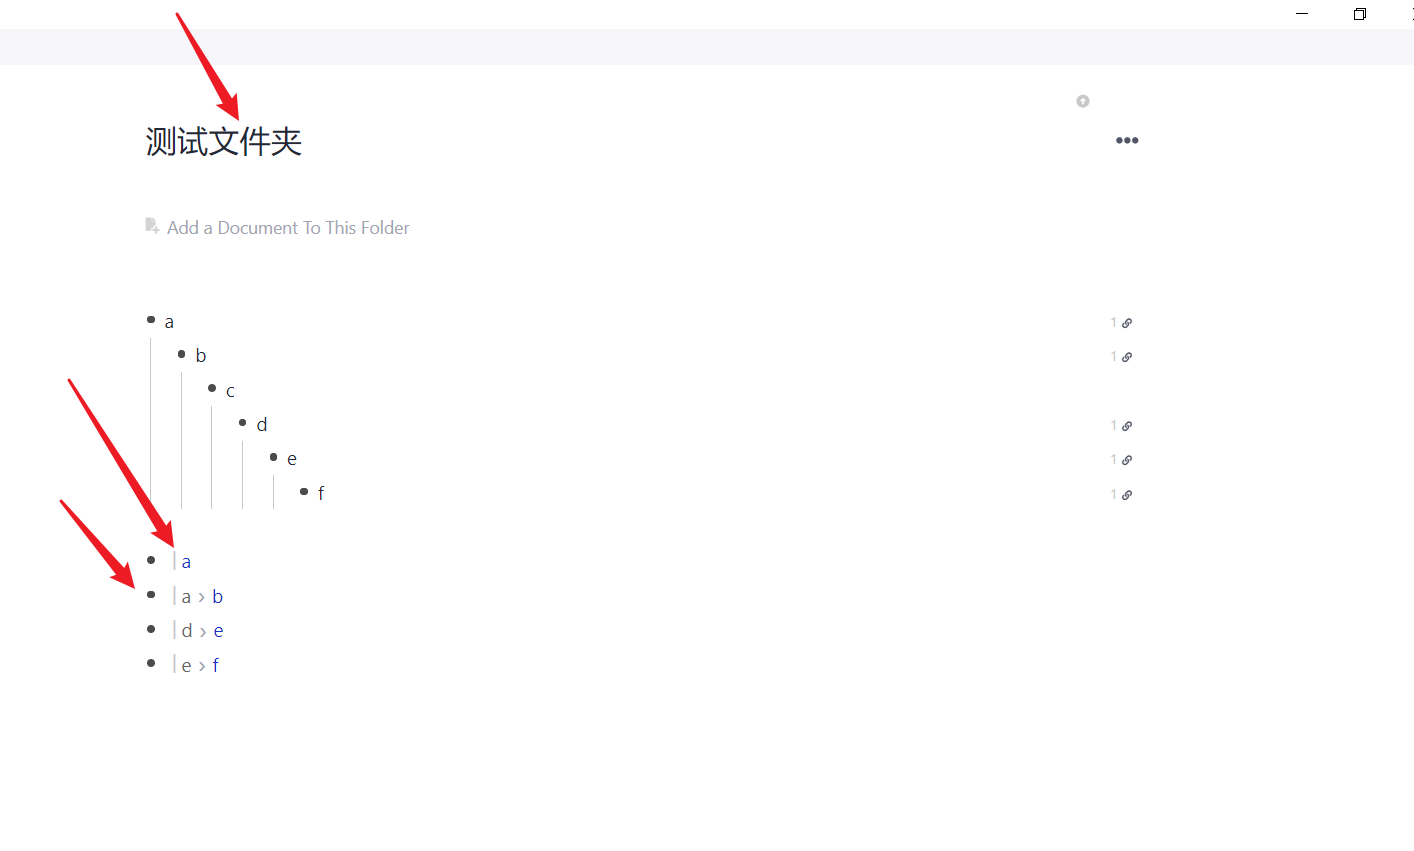 测试文件夹
Add a Document To This Folder
a 1
b 1
c
d 1
e 1
f 1
a
a › b
d › e
e › f